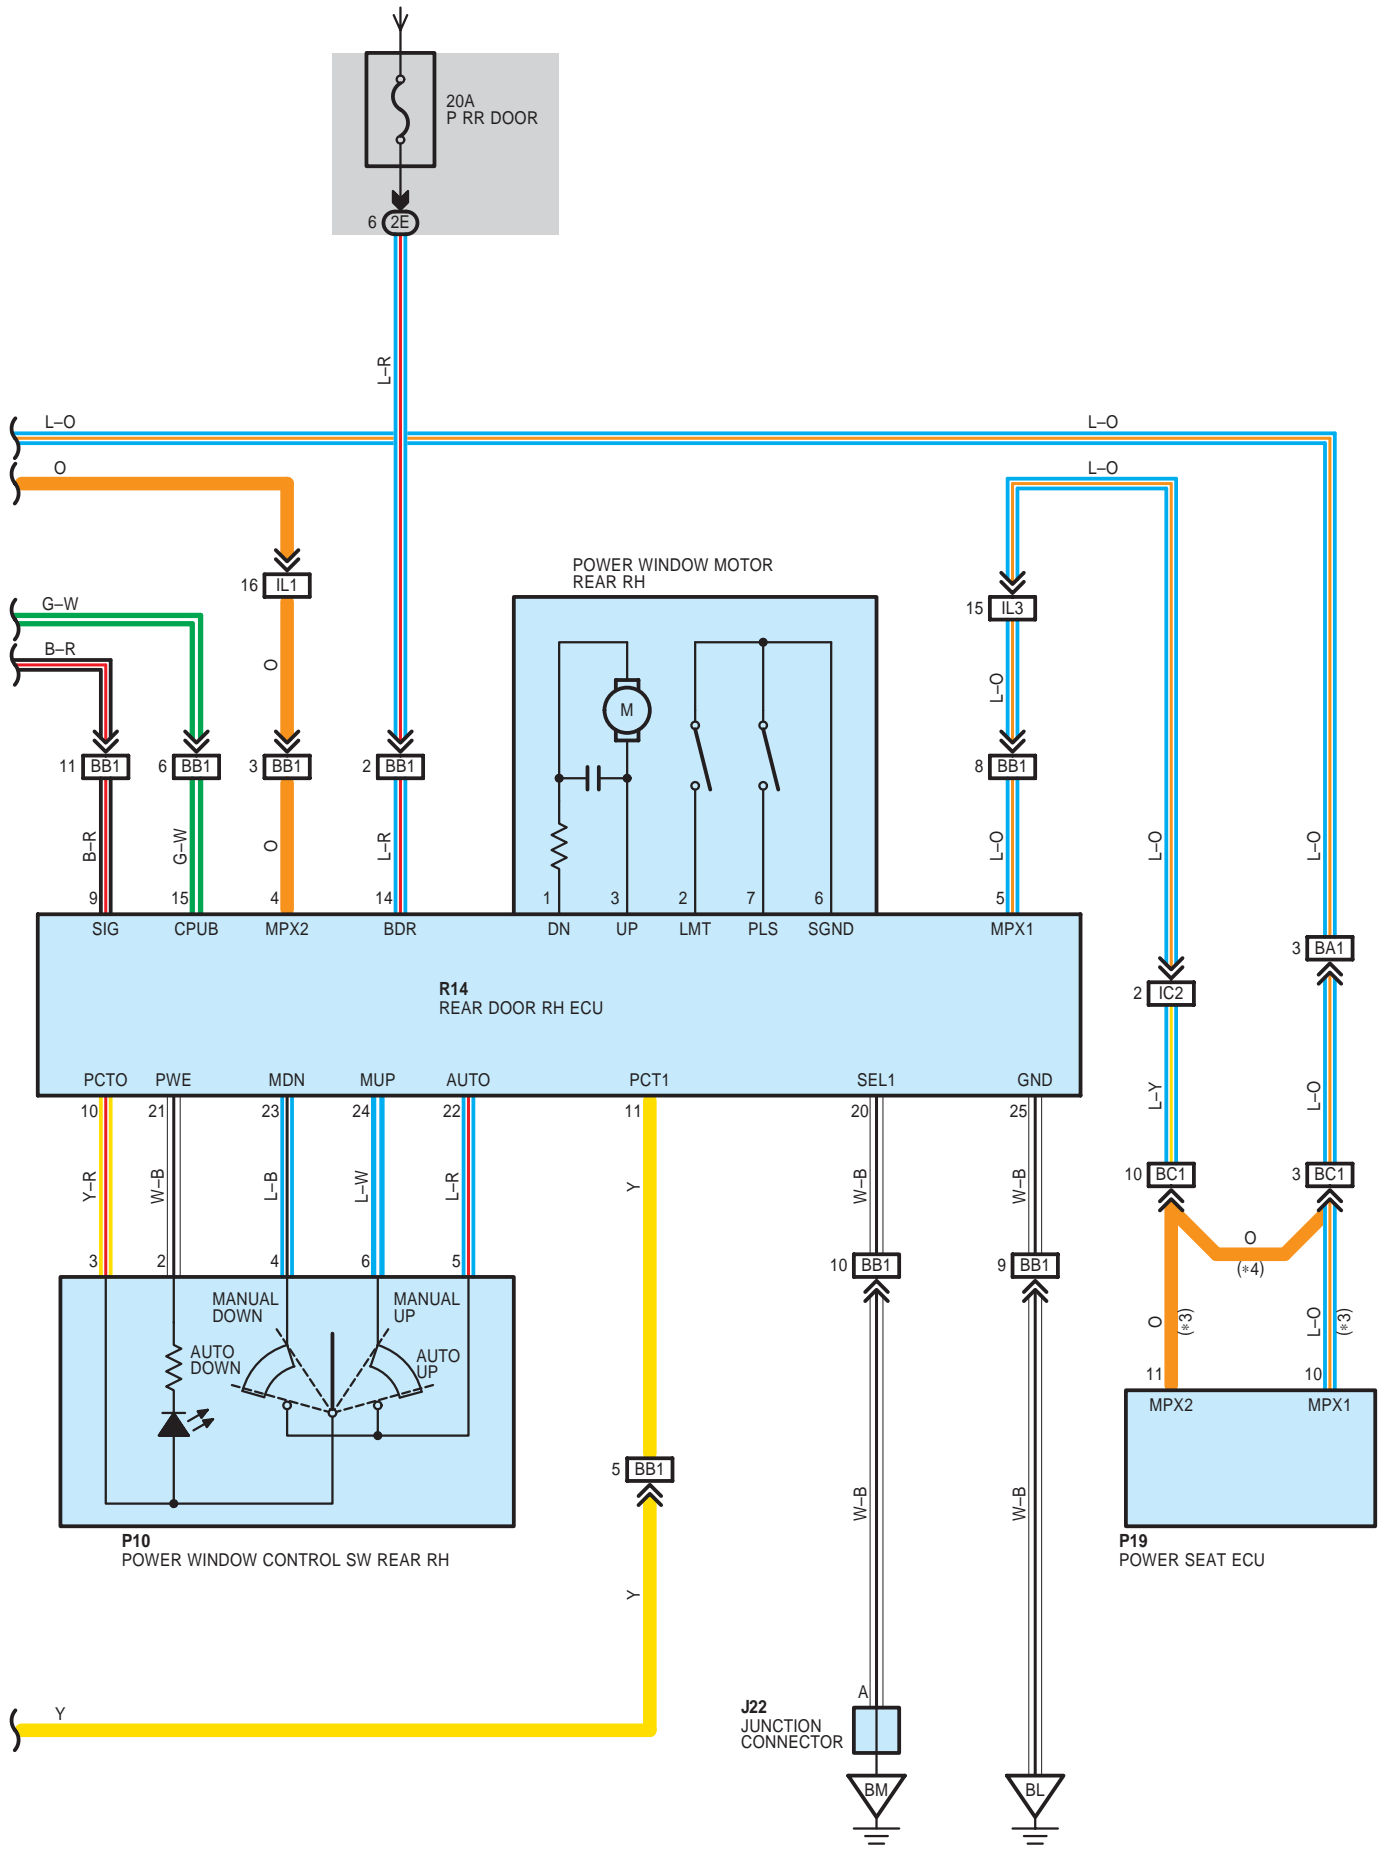 20A
P RR DOOR
6 2E
L–R
L–O L–O
O L–O
POWER WINDOW MOTOR
REAR RH
16 IL1
G–W
15 IL3
B–R
O
L–O
M
11 BB1 6 BB1 3 BB1 2 BB1 8 BB1
B–R G–W O L–R L–O L–O L–O
9 15 4 14 1 3 2 7 6 5
SIG CPUB MPX2 BDR DN UP LMT PLS SGND MPX1
3 BA1
R14
REAR DOOR RH ECU
2 IC2
PCTO PWE MDN MUP AUTO PCT1 SEL1 GND
L–Y L–O
10 21 23 24 22 11 20 25
Y–R W–B L–B L–W L–R Y W–B W–B
10 BC1 3 BC1
O
(*4)
3 2 4 6 5
10 BB1 9 BB1
MANUAL
DOWN
MANUAL
UP
O (*3) L–O (*3)
AUTO
DOWN
AUTO
UP
11 10
MPX2 MPX1
5 BB1
W–B W–B
P10
POWER WINDOW CONTROL SW REAR RH
P19
POWER SEAT ECU
Y
A
Y
J22
JUNCTION
CONNECTOR
BM BL